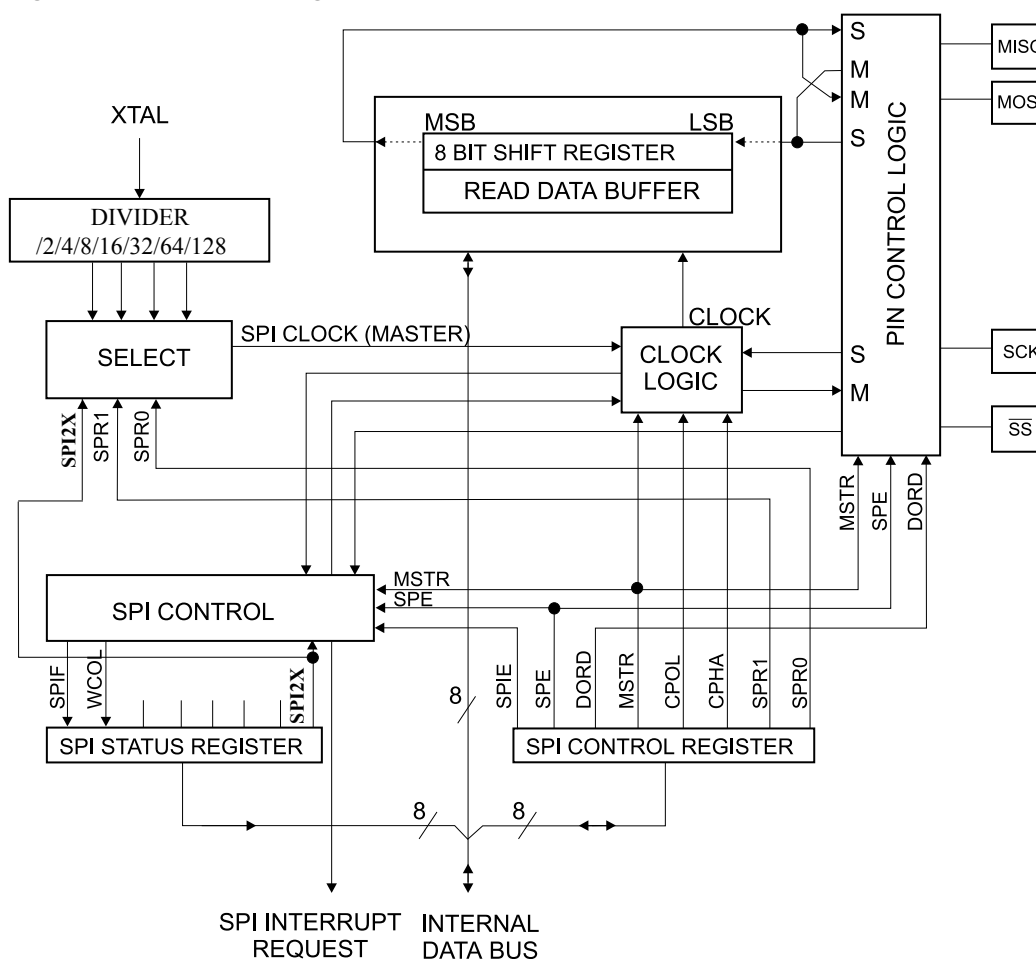 S
MISO
M
M
MOSI
S
XTAL
MSB
LSB
8 BIT SHIFT REGISTER
READ DATA BUFFER
DIVIDER
/2/4/8/16/32/64/128
PIN CONTROL LOGIC
SPI CLOCK (MASTER)
CLOCK
SELECT
CLOCK
LOGIC
S
M
SCK
SS
SPI2X
SPR1
SPR0
MSTR
SPE
DORD
SPI CONTROL
MSTR
SPE
SPIF
WCOL
SPI2X
8
SPIE
SPE
DORD
MSTR
CPOL
CPHA
SPR1
SPR0
SPI STATUS REGISTER
SPI CONTROL REGISTER
8
8
SPI INTERRUPT
REQUEST
INTERNAL
DATA BUS